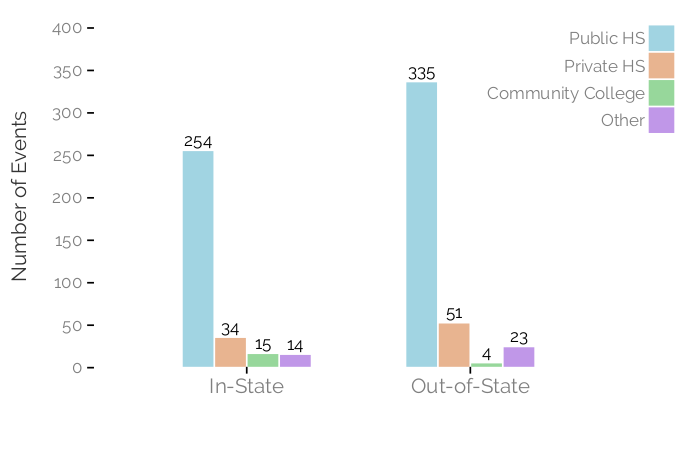 Number of Events
400
350
300
250
200
150
100
50
0
Public HS
Private HS
Community College
Other
254
34
15
14
335
51
4
23
In-State
Out-of-State